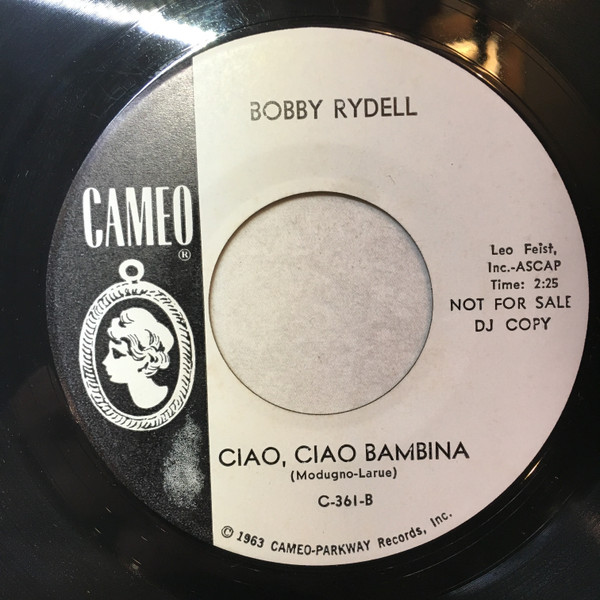 BOBBY RYDELL
CAMEO
®
Leo Feist,
Inc.-ASCAP
Time: 2:25
NOT FOR SALE
DJ COPY
CIAO, CIAO BAMBINA
(Modugno-Larue)
C-361-B
© 1963 CAMEO-PARKWAY Records, Inc.